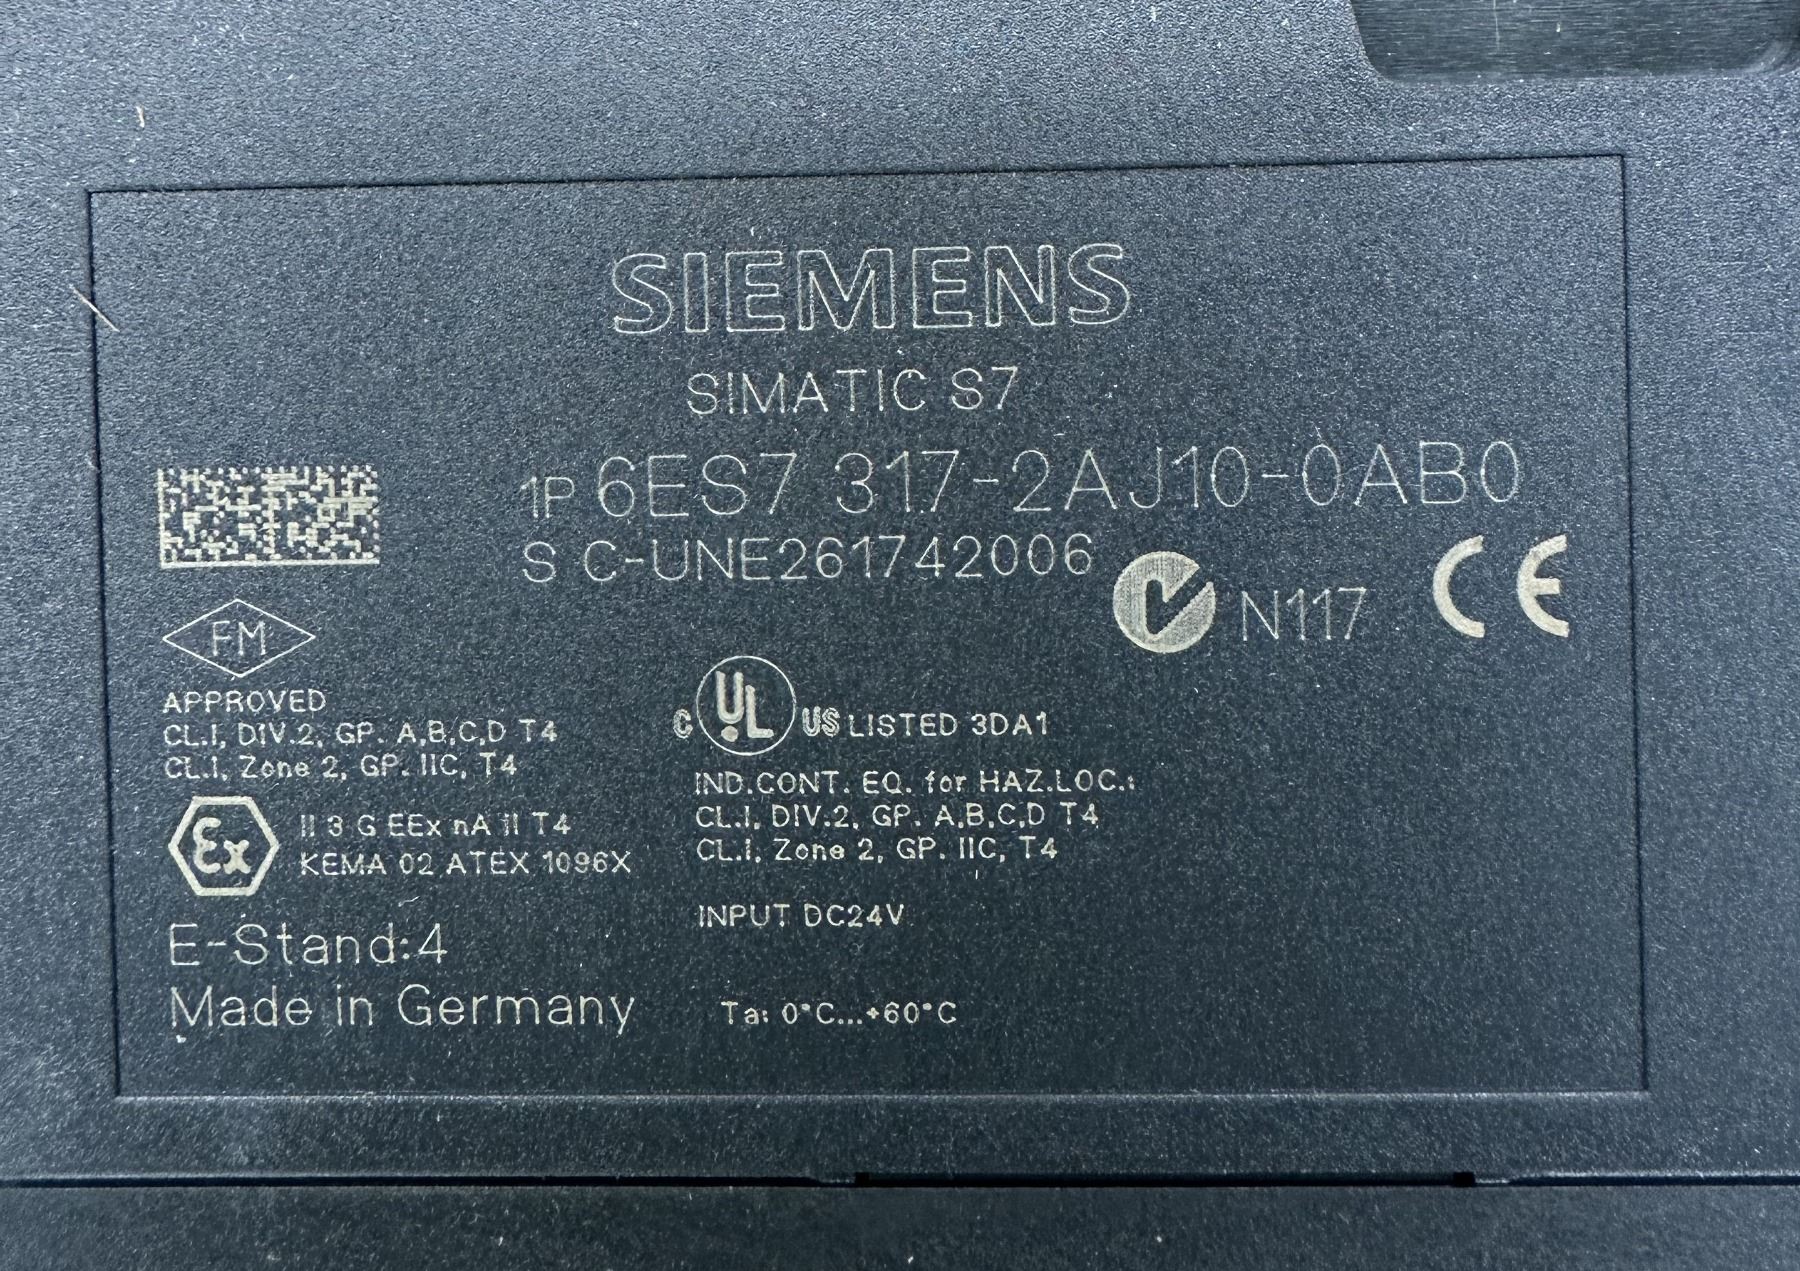 SIEMENS
SIMATIC S7
1P 6ES7 317-2AJ10-0AB0
S C-UNE261742006
N117
CE
FM
APPROVED
CL.I, DIV.2, GP. A,B,C,D T4
CL.I, Zone 2, GP. IIC, T4
C UL US LISTED 3DA1
IND.CONT. EQ. for HAZ.LOC.:
CL.I, DIV.2, GP. A,B,C,D T4
CL.I, Zone 2, GP. IIC, T4
Ex
II 3 G EEx nA II T4
KEMA 02 ATEX 1096X
INPUT DC24V
E-Stand:4
Made in Germany
Ta: 0°C...+60°C